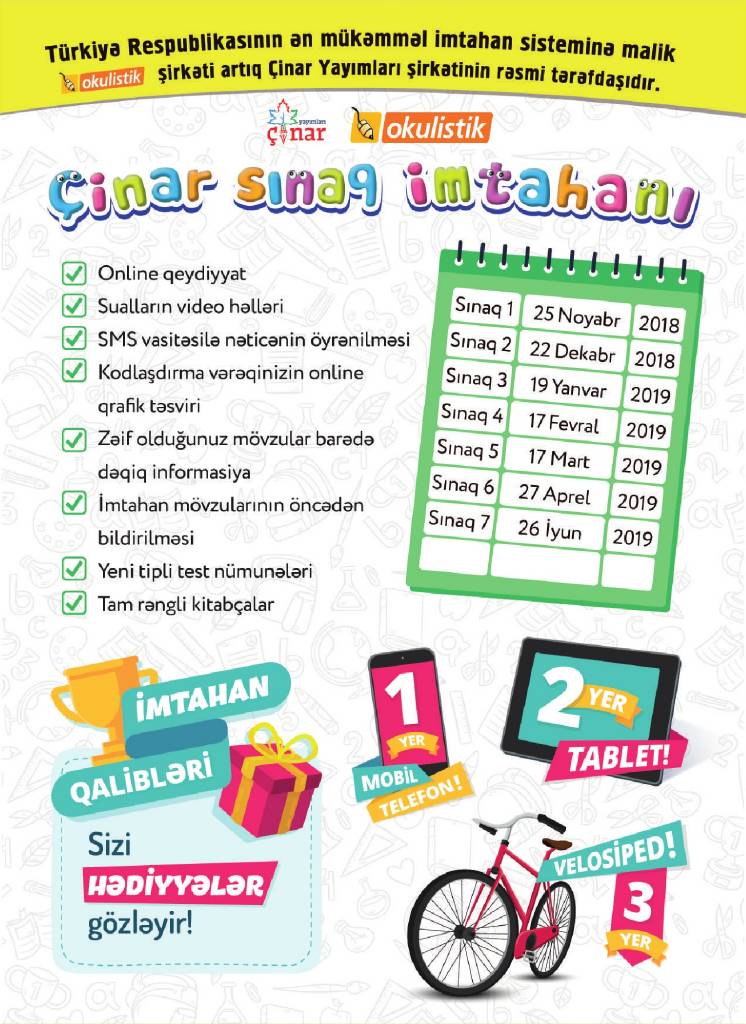 Türkiyə Respublikasının ən mükəmməl imtahan sisteminə malik
okulistik şirkəti artıq Çinar Yayımları şirkətinin rəsmi tərəfdaşıdır.
yayımları
çınar okulistik
Çinar sınaq imtahanı
Online qeydiyyat
Sualların video həlləri
SMS vasitəsilə nəticənin öyrənilməsi
Kodlaşdırma vərəqinizin online
qrafik təsviri
Zəif olduğunuz mövzular barədə
dəqiq informasiya
İmtahan mövzularının öncədən
bildirilməsi
Yeni tipli test nümunələri
Tam rəngli kitabçalar
Sınaq 1 25 Noyabr 2018
Sınaq 2 22 Dekabr 2018
Sınaq 3 19 Yanvar 2019
Sınaq 4 17 Fevral 2019
Sınaq 5 17 Mart 2019
Sınaq 6 27 Aprel 2019
Sınaq 7 26 İyun 2019
İMTAHAN
QALİBLƏRİ
Sizi
HƏDİYYƏLƏR
gözləyir!
1
YER
MOBİL
TELEFON!
2 YER
TABLET!
VELOSİPED!
3
YER